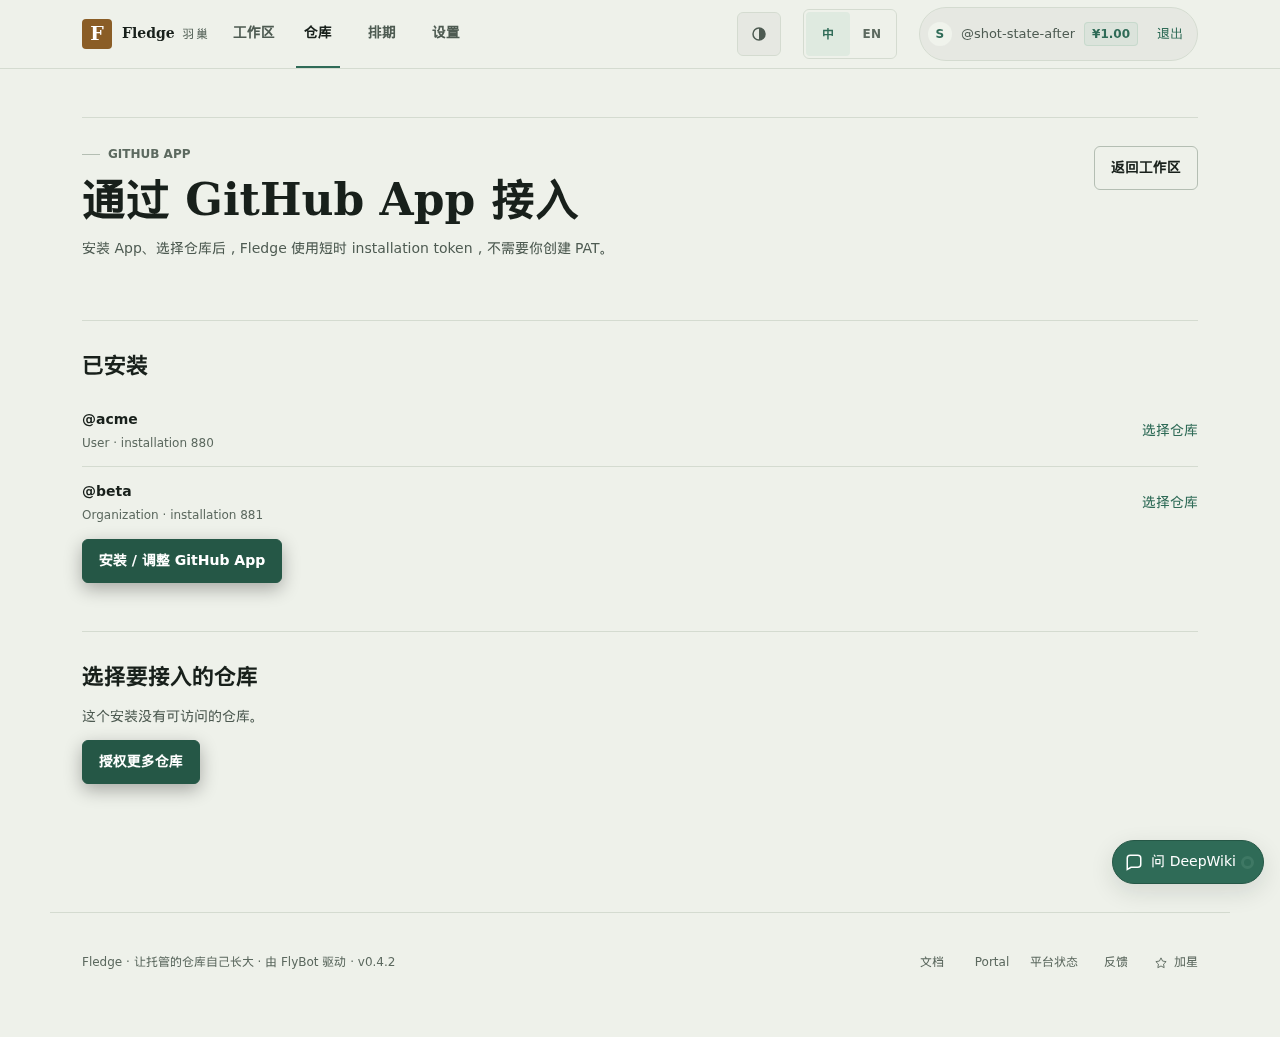 F Fledge 羽巢 工作区 仓库 排期 设置 中 EN S @shot-state-after ¥1.00 退出
GITHUB APP
返回工作区
通过 GitHub App 接入
安装 App、选择仓库后，Fledge 使用短时 installation token，不需要你创建 PAT。
已安装
@acme
User · installation 880
选择仓库
@beta
Organization · installation 881
选择仓库
安装 / 调整 GitHub App
选择要接入的仓库
这个安装没有可访问的仓库。
授权更多仓库
问 DeepWiki
Fledge · 让托管的仓库自己长大 · 由 FlyBot 驱动 · v0.4.2
文档 Portal 平台状态 反馈 加星